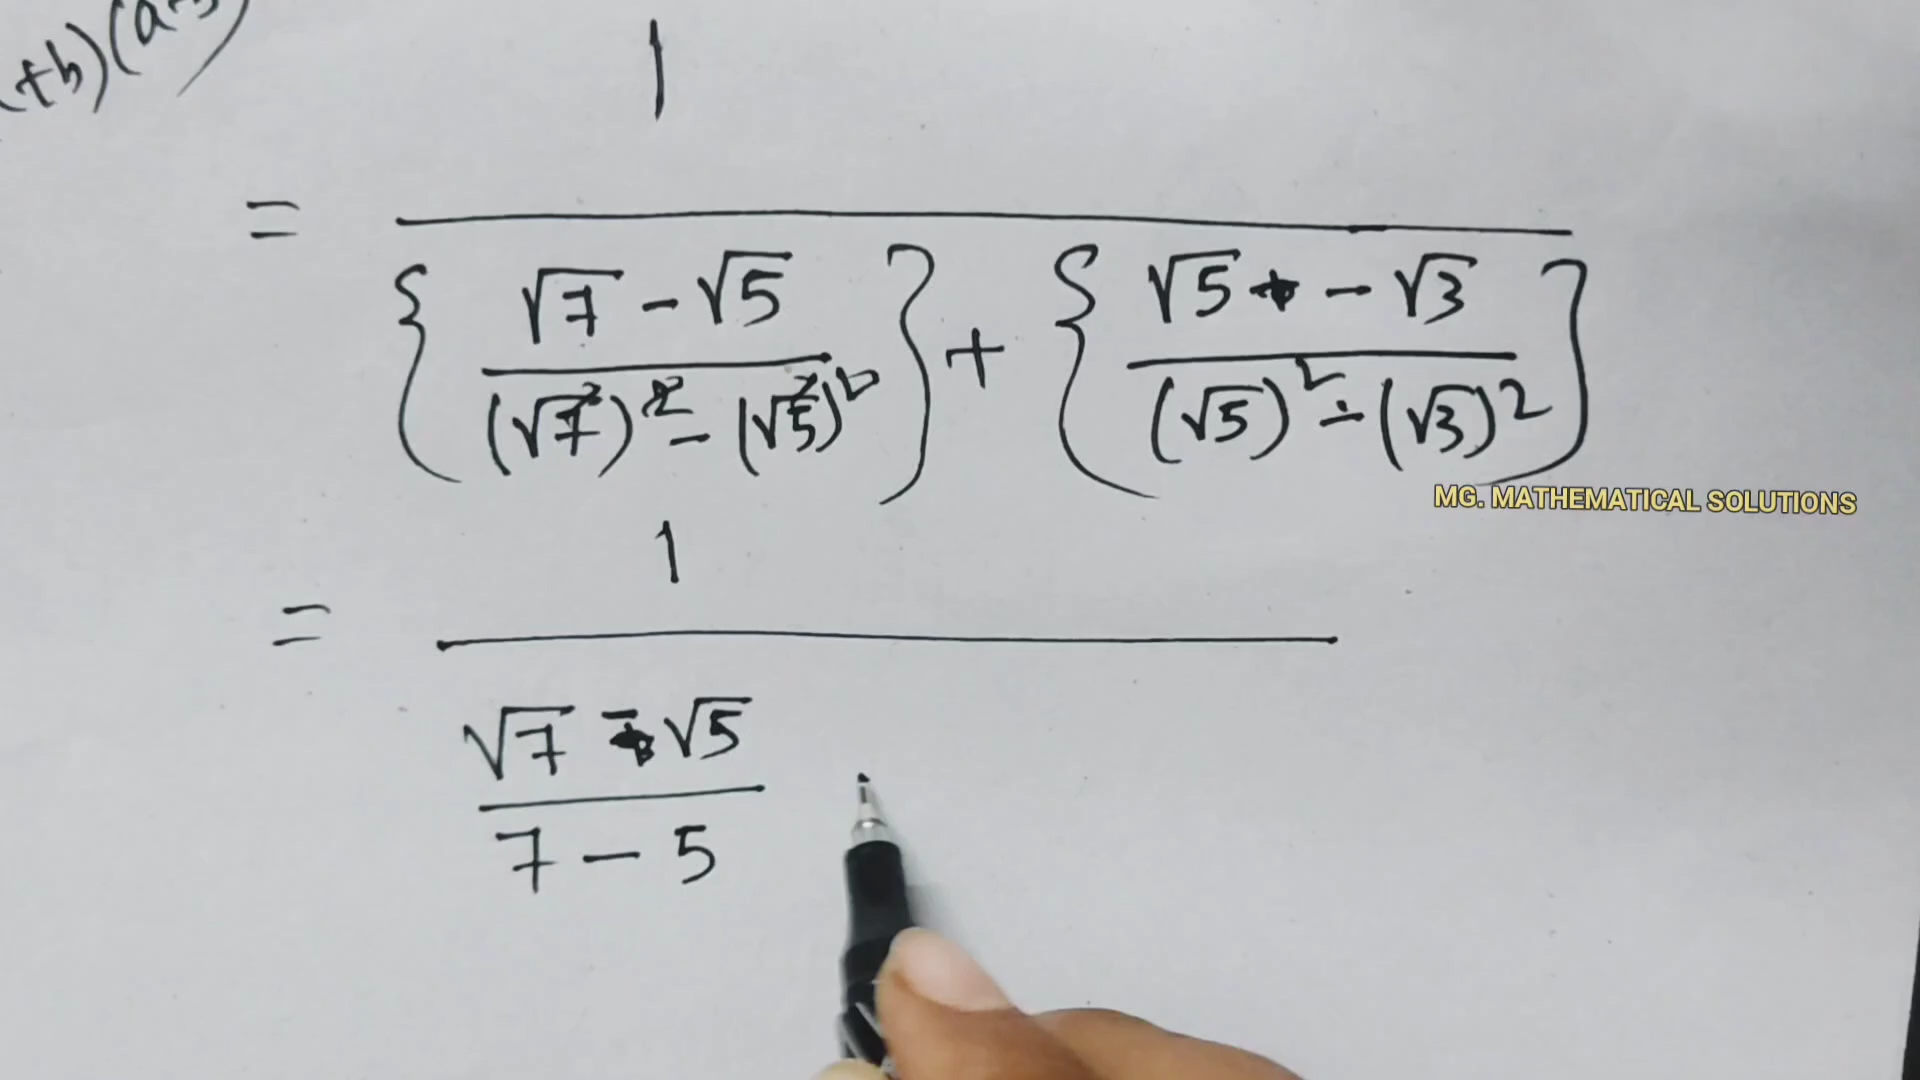 +b)(a-b)
1
=
{ √7 - √5 } + { √5 - √3 }
(√7)² - (√5)² (√5)² - (√3)²
MG. MATHEMATICAL SOLUTIONS
1
=
√7 - √5
7 - 5